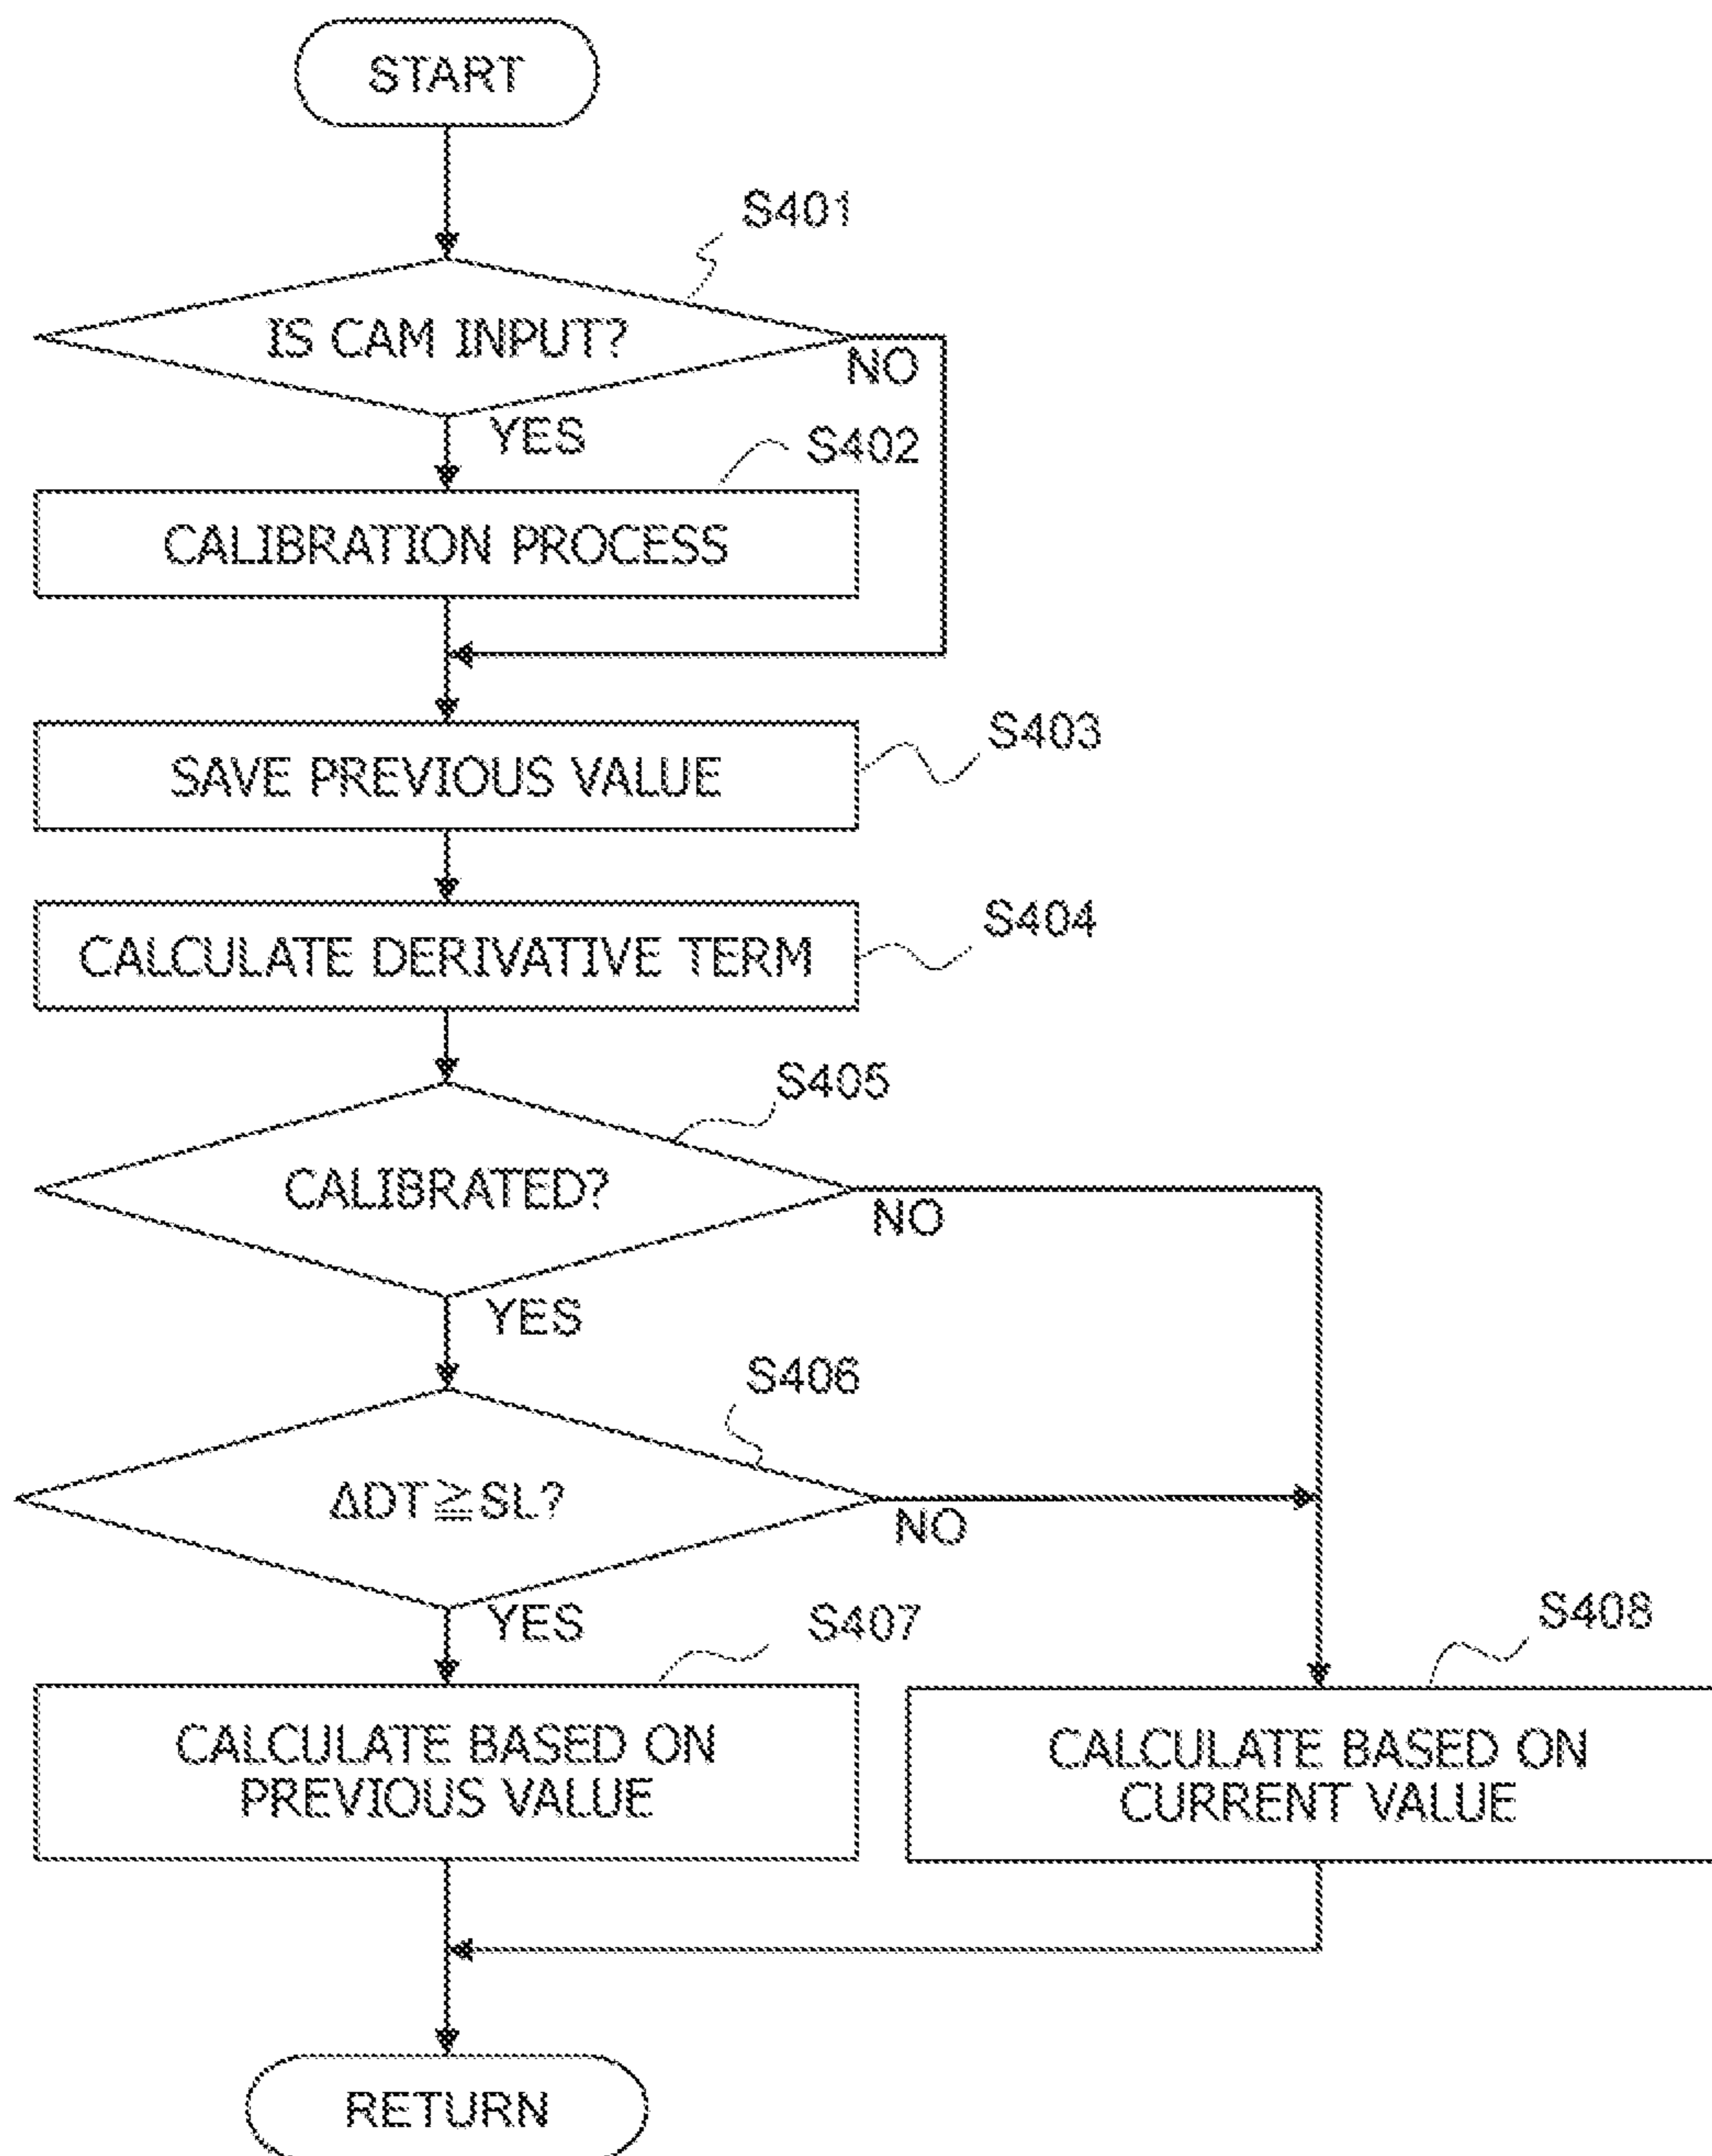 START
S401
IS CAM INPUT?
NO
YES
S402
CALIBRATION PROCESS
S403
SAVE PREVIOUS VALUE
S404
CALCULATE DERIVATIVE TERM
S405
CALIBRATED?
NO
YES
S406
ΔDT≧SL?
NO
YES
S407
S408
CALCULATE BASED ON
PREVIOUS VALUE
CALCULATE BASED ON
CURRENT VALUE
RETURN